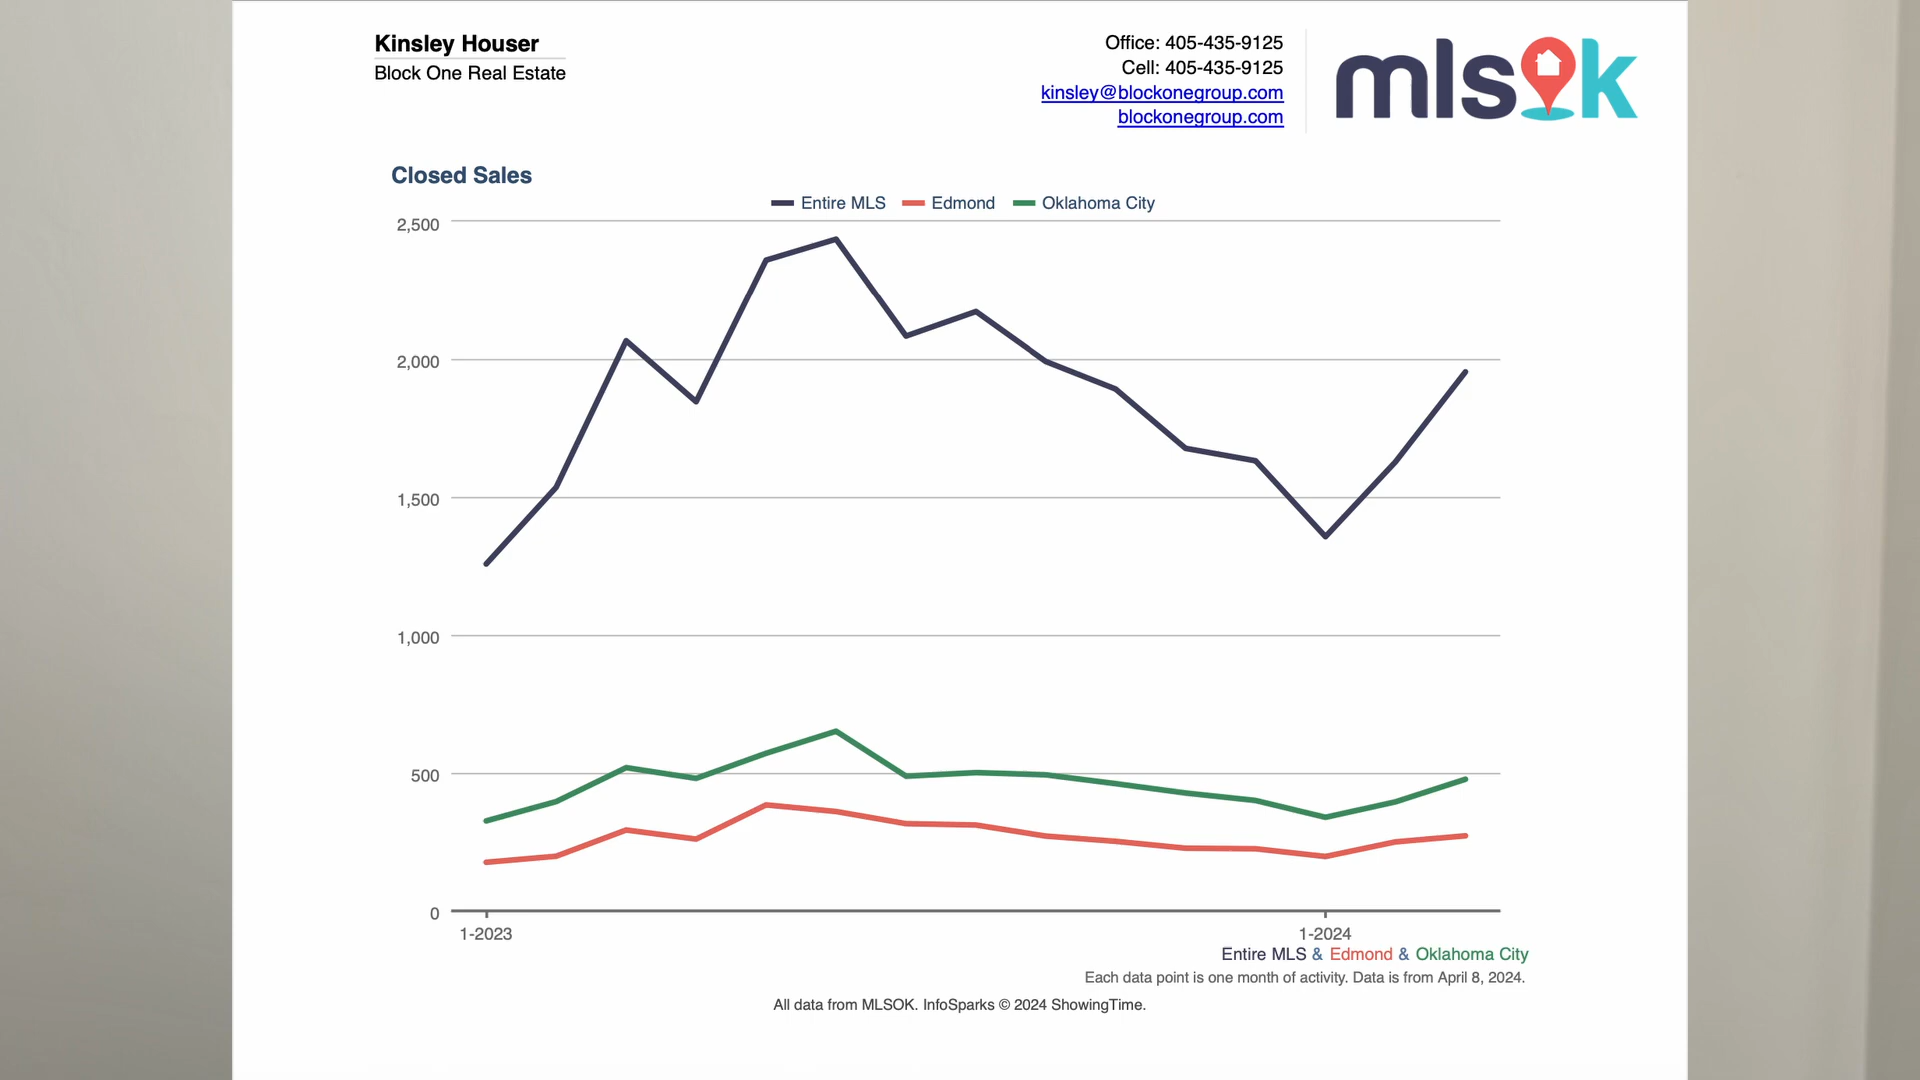 Kinsley Houser
Block One Real Estate
Office: 405-435-9125
Cell: 405-435-9125
kinsley@blockonegroup.com
blockonegroup.com
mlsok
Closed Sales
Entire MLS Edmond Oklahoma City
2,500
2,000
1,500
1,000
500
0
1-2023 1-2024
Entire MLS & Edmond & Oklahoma City
Each data point is one month of activity. Data is from April 8, 2024.
All data from MLSOK. InfoSparks © 2024 ShowingTime.